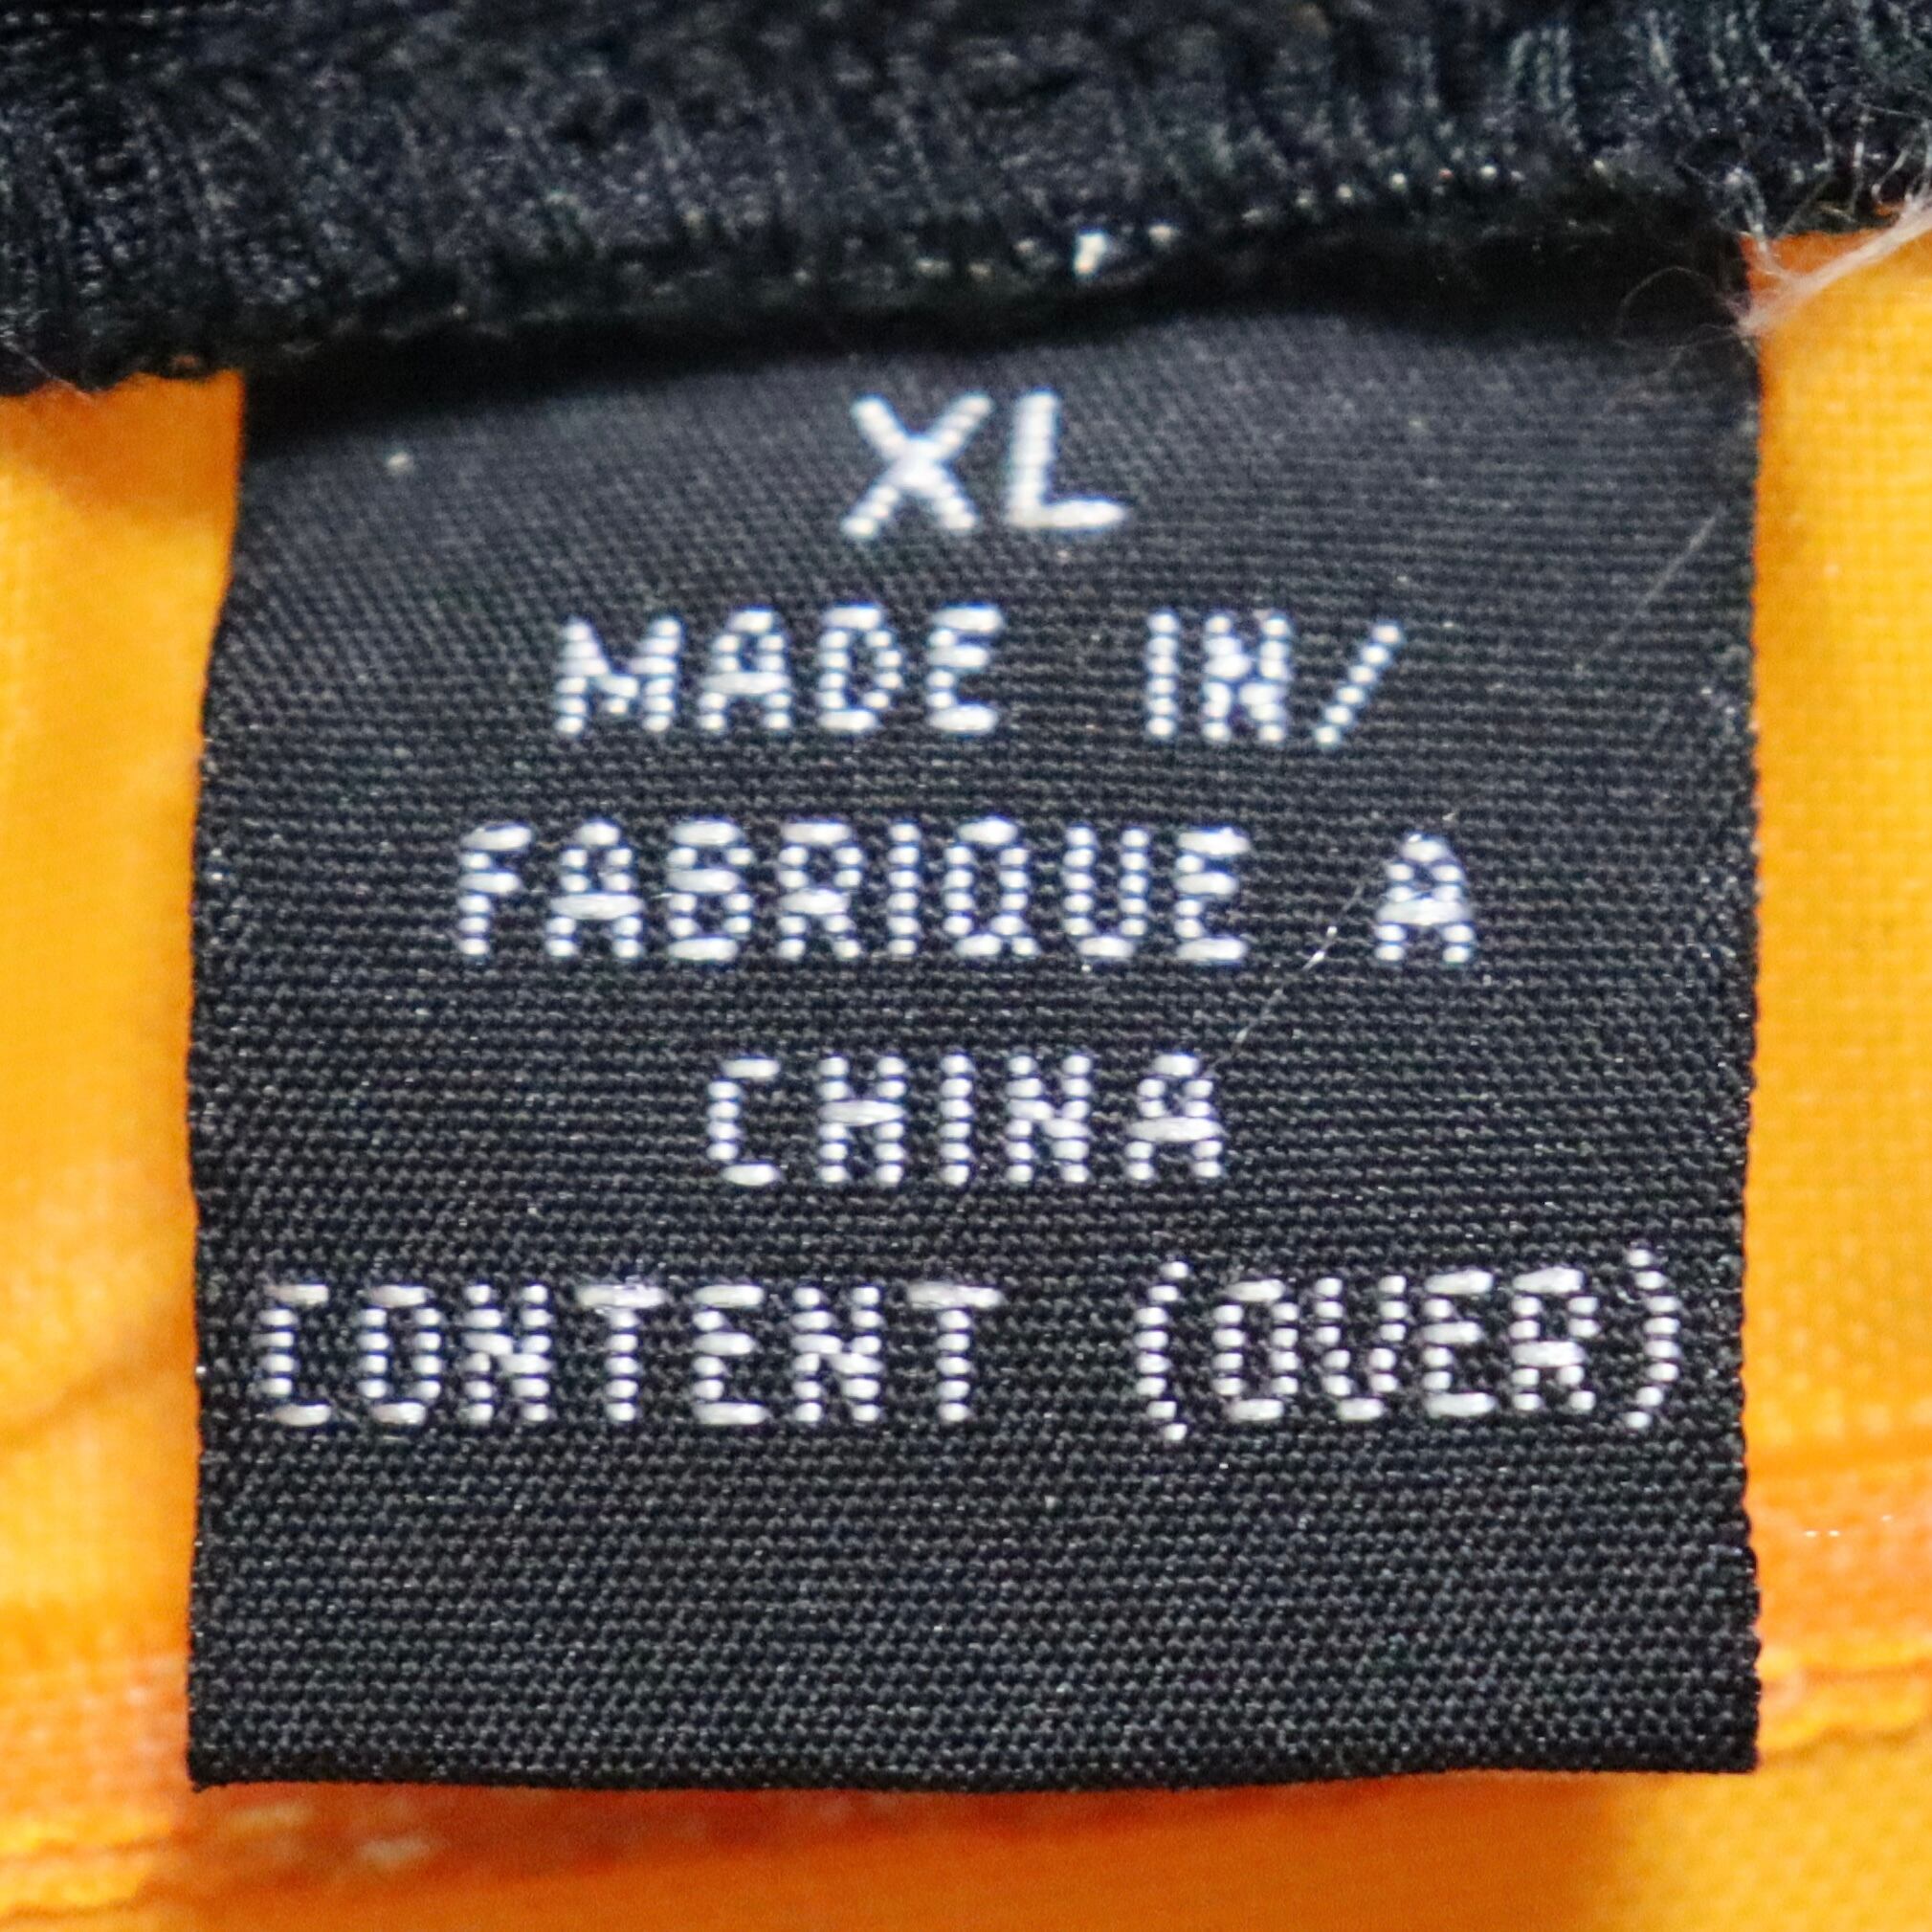 XL
MADE IN/
FABRIQUE A
CHINA
CONTENT (OVER)